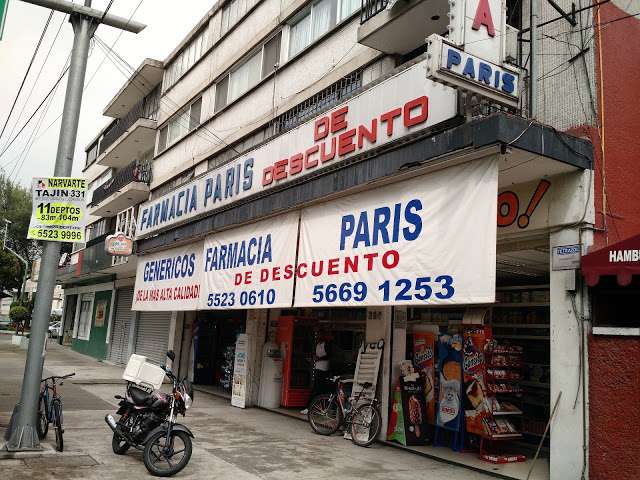 PARIS
FARMACIA PARIS DE DESCUENTO
GENERICOS
¡DE LA MAS ALTA CALIDAD!
FARMACIA PARIS
DE DESCUENTO
5523 0610 5669 1253
NARVARTE
TAJIN 331
11 DEPTOS
83m 104m
5523 9996
HAMBU